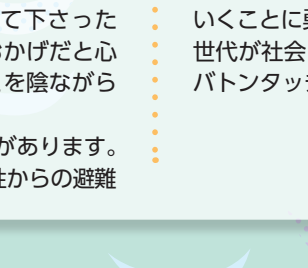 て下さった
おかげだと心
を陰ながら
があります。
性からの避難
いくことに
世代が社会
バトンタッ